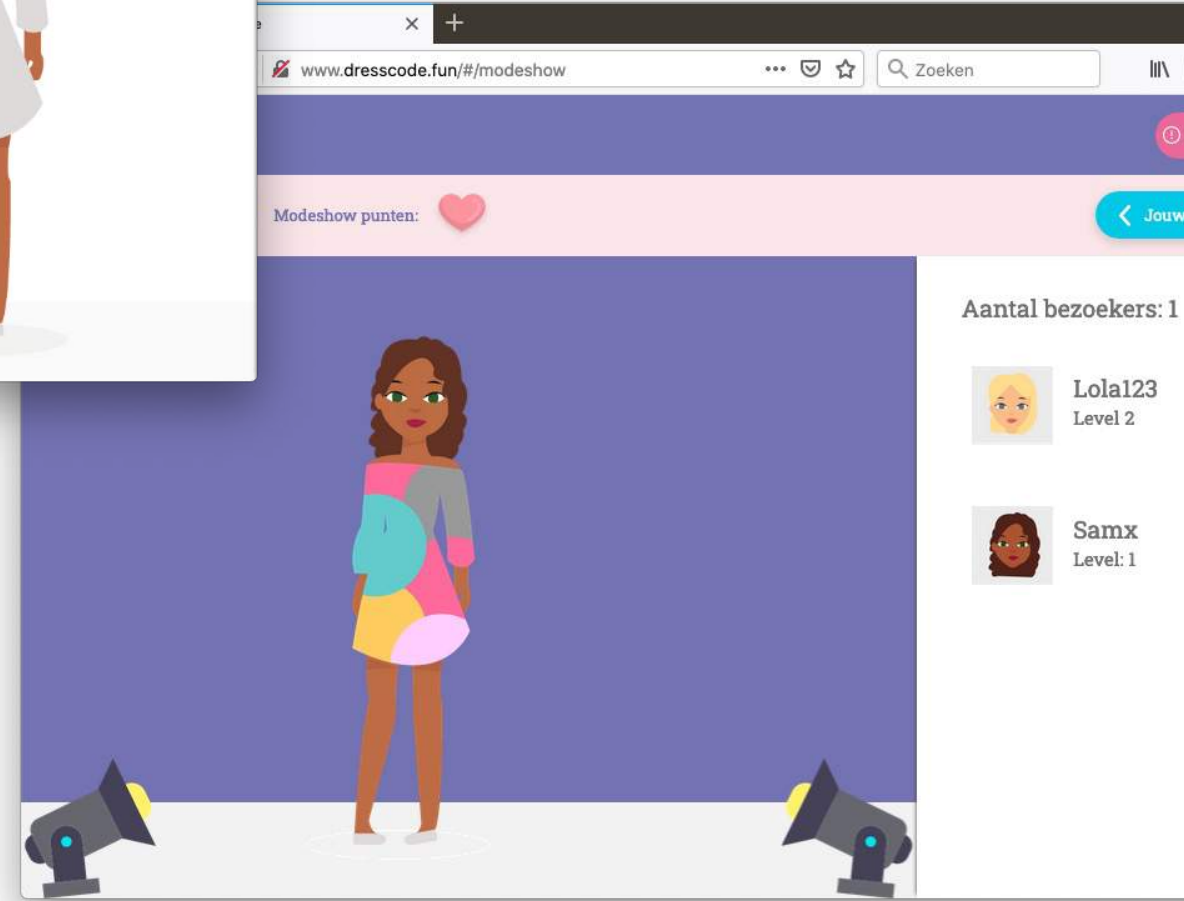 www.dresscode.fun/#/modeshow
Zoeken
Modeshow punten:
Jouw
Aantal bezoekers: 1
Lola123
Level 2
Samx
Level: 1